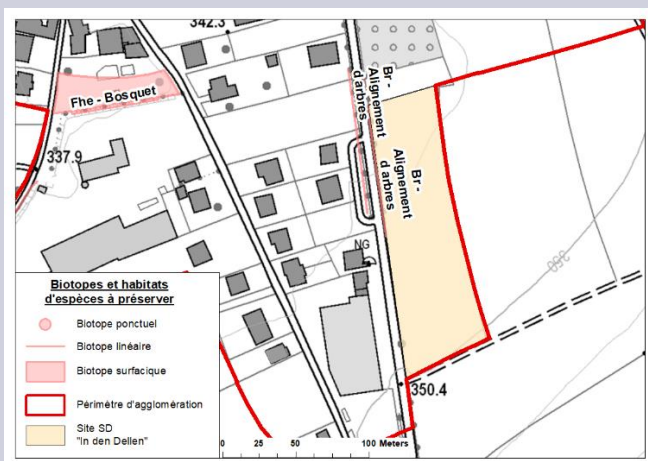 342.3
Fhe - Bosquet
Br -
Alignement
d'arbres
Br -
Alignement
d'arbres
337.9
NG
350
350.4
Biotopes et habitats
d'espèces à préserver
Biotope ponctuel
Biotope linéaire
Biotope surfacique
Périmètre d'agglomération
Site SD
"In den Dellen"
0 25 50 100 Meters